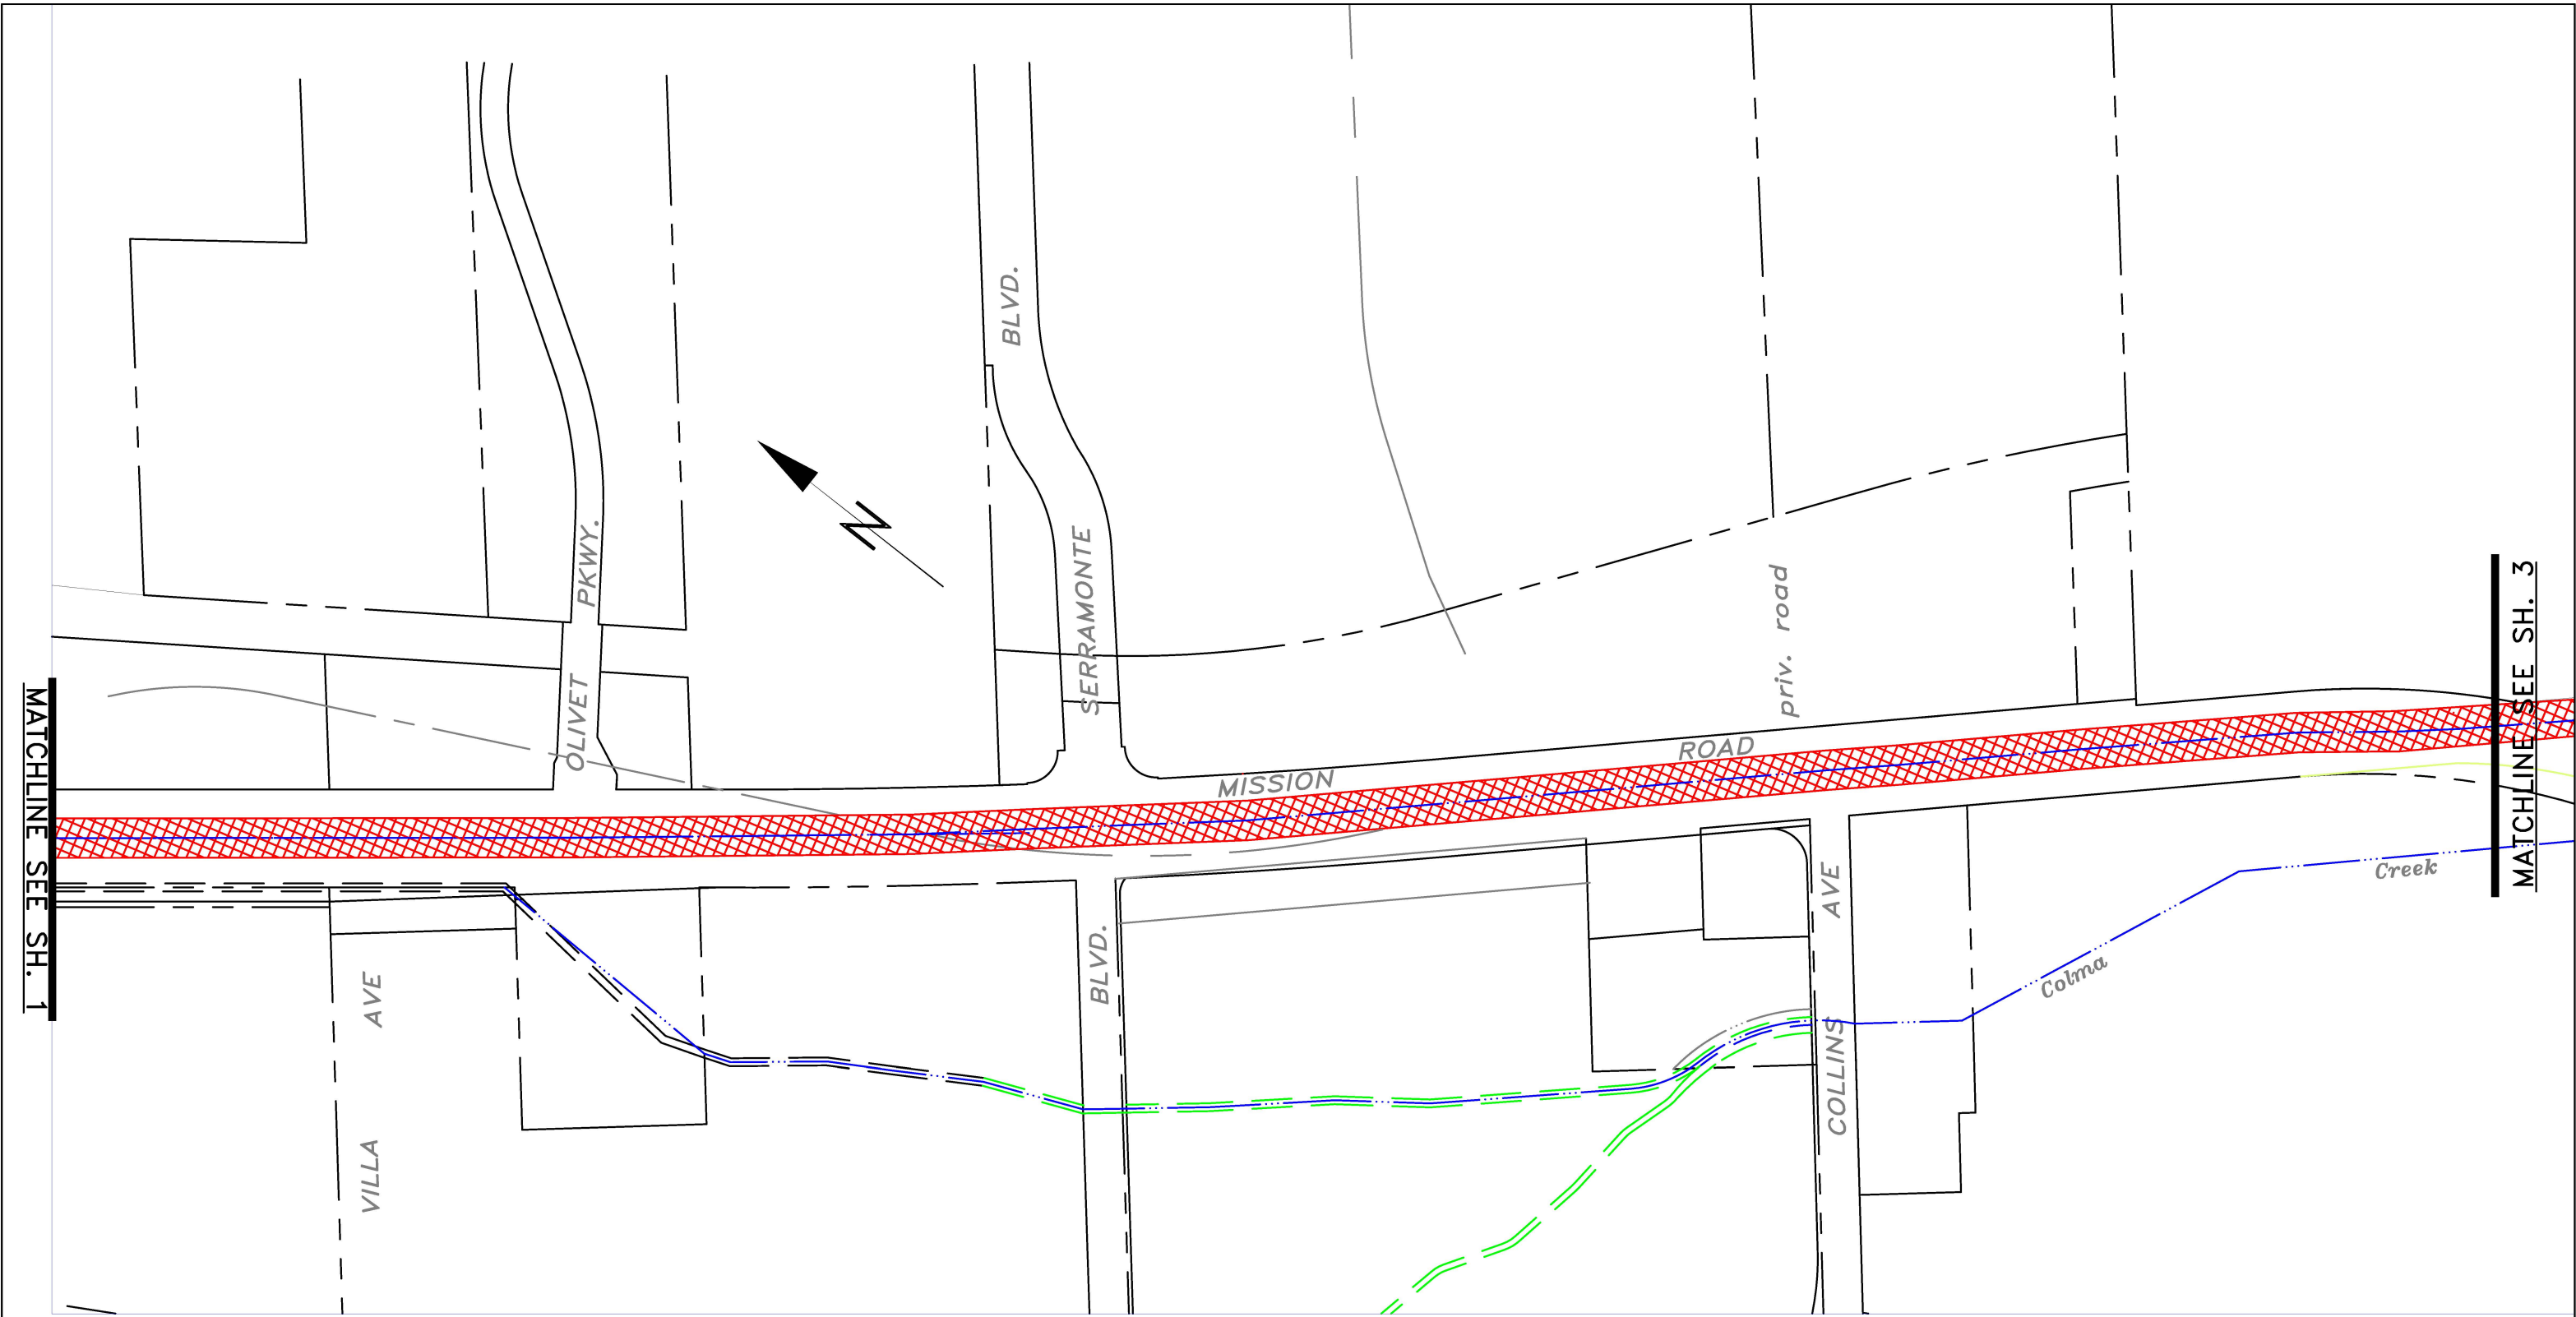 BLVD.
N
PKWY.
OLIVET
SERRAMONTE
priv. road
MATCHLINE SEE SH. 3
MISSION ROAD
MATCHLINE SEE SH. 1
BLVD.
AVE
COLLINS
Colma Creek
AVE
VILLA